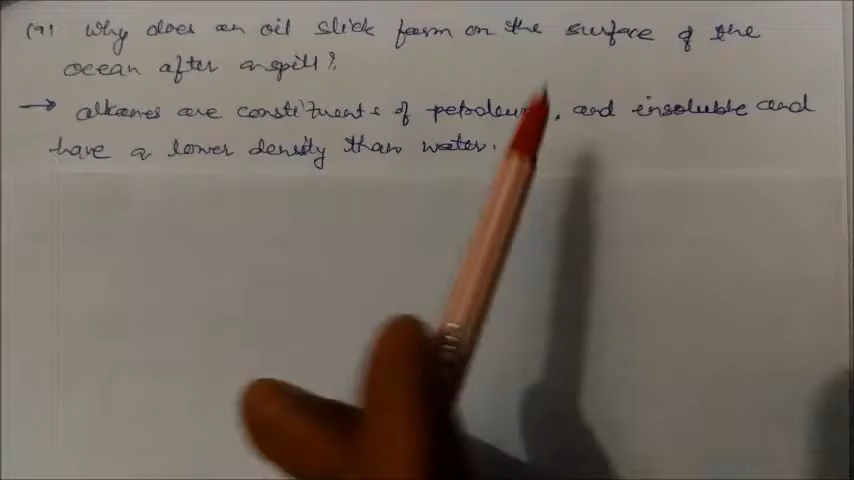 (9) Why does an oil slick form on the surface of the
ocean after a spill?
→ alkanes are constituents of petroleum, and insoluble and
have a lower density than water.